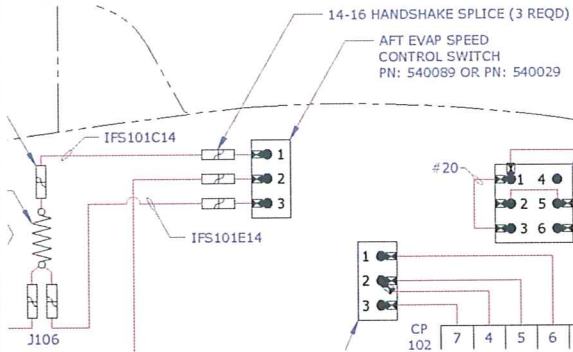 14-16 HANDSHAKE SPLICE (3 REQD)
AFT EVAP SPEED
CONTROL SWITCH
PN: 540089 OR PN: 540029
IFS101C14
1
2
3
#20
1 4
2 5
3 6
IFS101E14
1
2
3
J106
CP
102
7 4 5 6